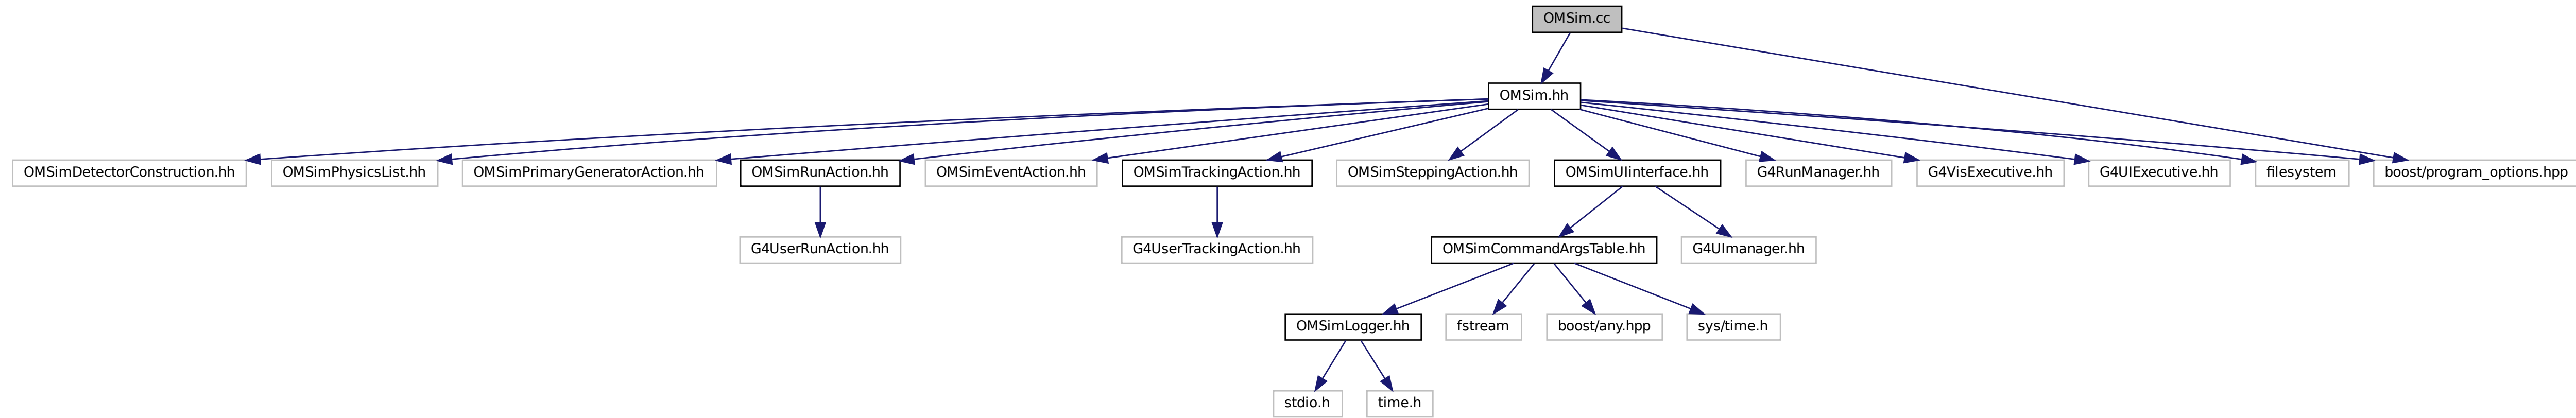 OMSim.cc
OMSim.hh
OMSimDetectorConstruction.hh
OMSimPhysicsList.hh
OMSimPrimaryGeneratorAction.hh
OMSimRunAction.hh
OMSimEventAction.hh
OMSimTrackingAction.hh
OMSimSteppingAction.hh
OMSimUIinterface.hh
G4RunManager.hh
G4VisExecutive.hh
G4UIExecutive.hh
filesystem
boost/program_options.hpp
G4UserRunAction.hh
G4UserTrackingAction.hh
OMSimCommandArgsTable.hh
G4UImanager.hh
OMSimLogger.hh
fstream
boost/any.hpp
sys/time.h
stdio.h
time.h